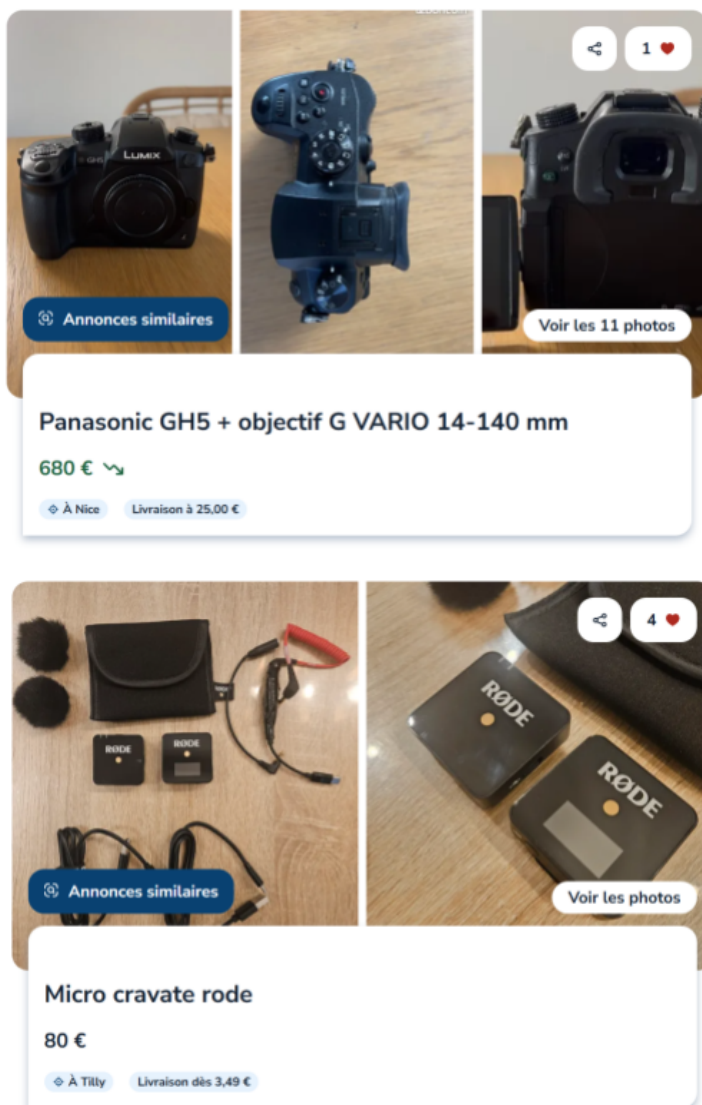 1
LUMIX
GH5
Annonces similaires
Voir les 11 photos
Panasonic GH5 + objectif G VARIO 14-140 mm
680 €
À Nice
Livraison à 25,00 €
4
RØDE
RØDE
RØDE
RØDE
Annonces similaires
Voir les photos
Micro cravate rode
80 €
À Tilly
Livraison dès 3,49 €